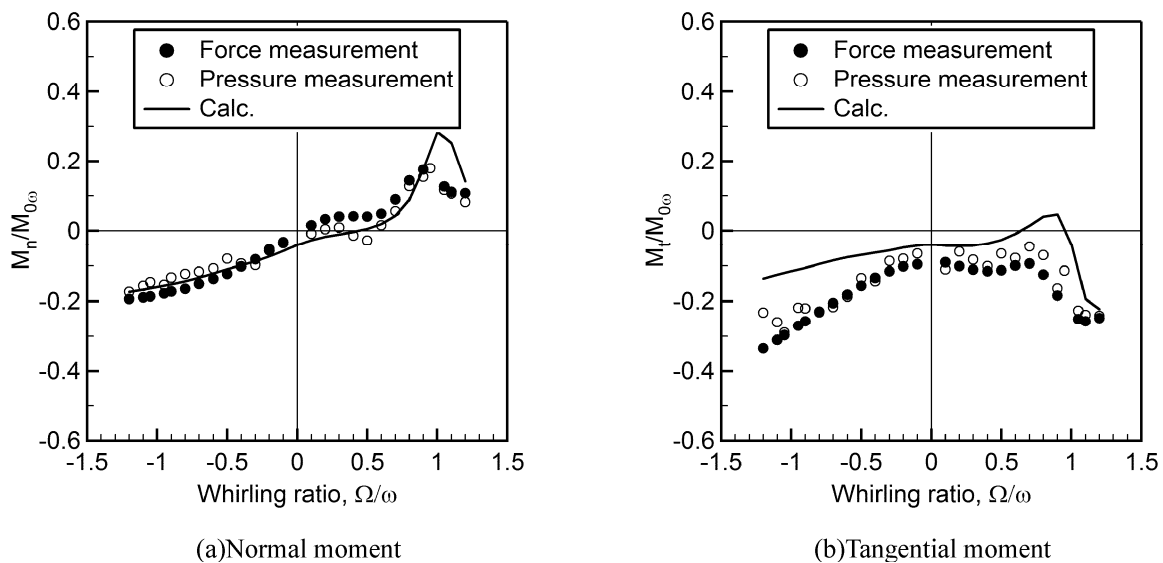 0.6
Force measurement
Pressure measurement
Calc.
0.4
0.2
0
-0.2
-0.4
-0.6
Mn/M0ω
-1.5 -1 -0.5 0 0.5 1 1.5
Whirling ratio, Ω/ω
(a)Normal moment
0.6
Force measurement
Pressure measurement
Calc.
0.4
0.2
0
-0.2
-0.4
-0.6
Mt/M0ω
-1.5 -1 -0.5 0 0.5 1 1.5
Whirling ratio, Ω/ω
(b)Tangential moment